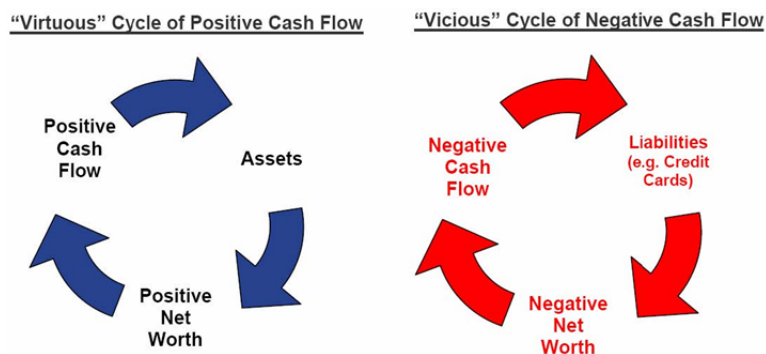 “Virtuous” Cycle of Positive Cash Flow
Positive
Cash
Flow
Assets
Positive
Net
Worth
“Vicious” Cycle of Negative Cash Flow
Negative
Cash
Flow
Liabilities
(e.g. Credit
Cards)
Negative
Net
Worth